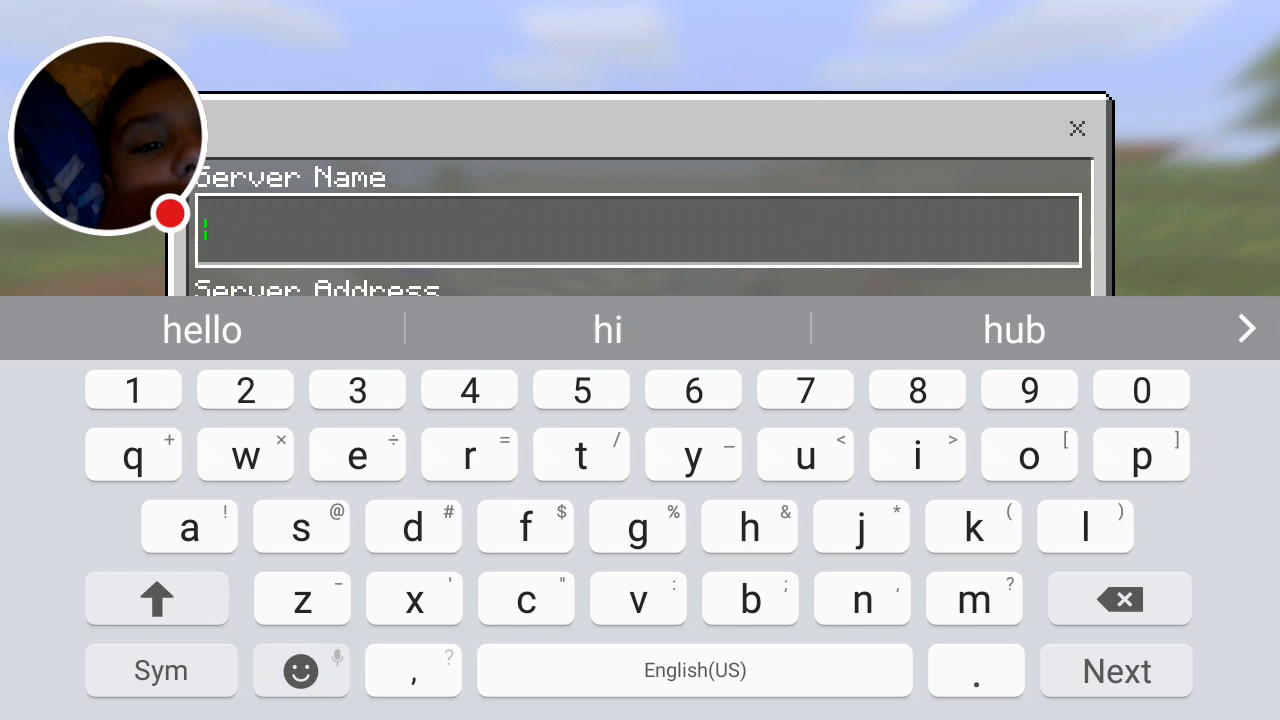 Server Name
Server Address
hello hi hub
1 2 3 4 5 6 7 8 9 0
q + w × e ÷ r = t / y _ u < i > o [ p ]
a ! s @ d # f $ g % h & j * k ( l )
z - x ' c " v : b ; n , m ?
Sym , ? English(US) . Next